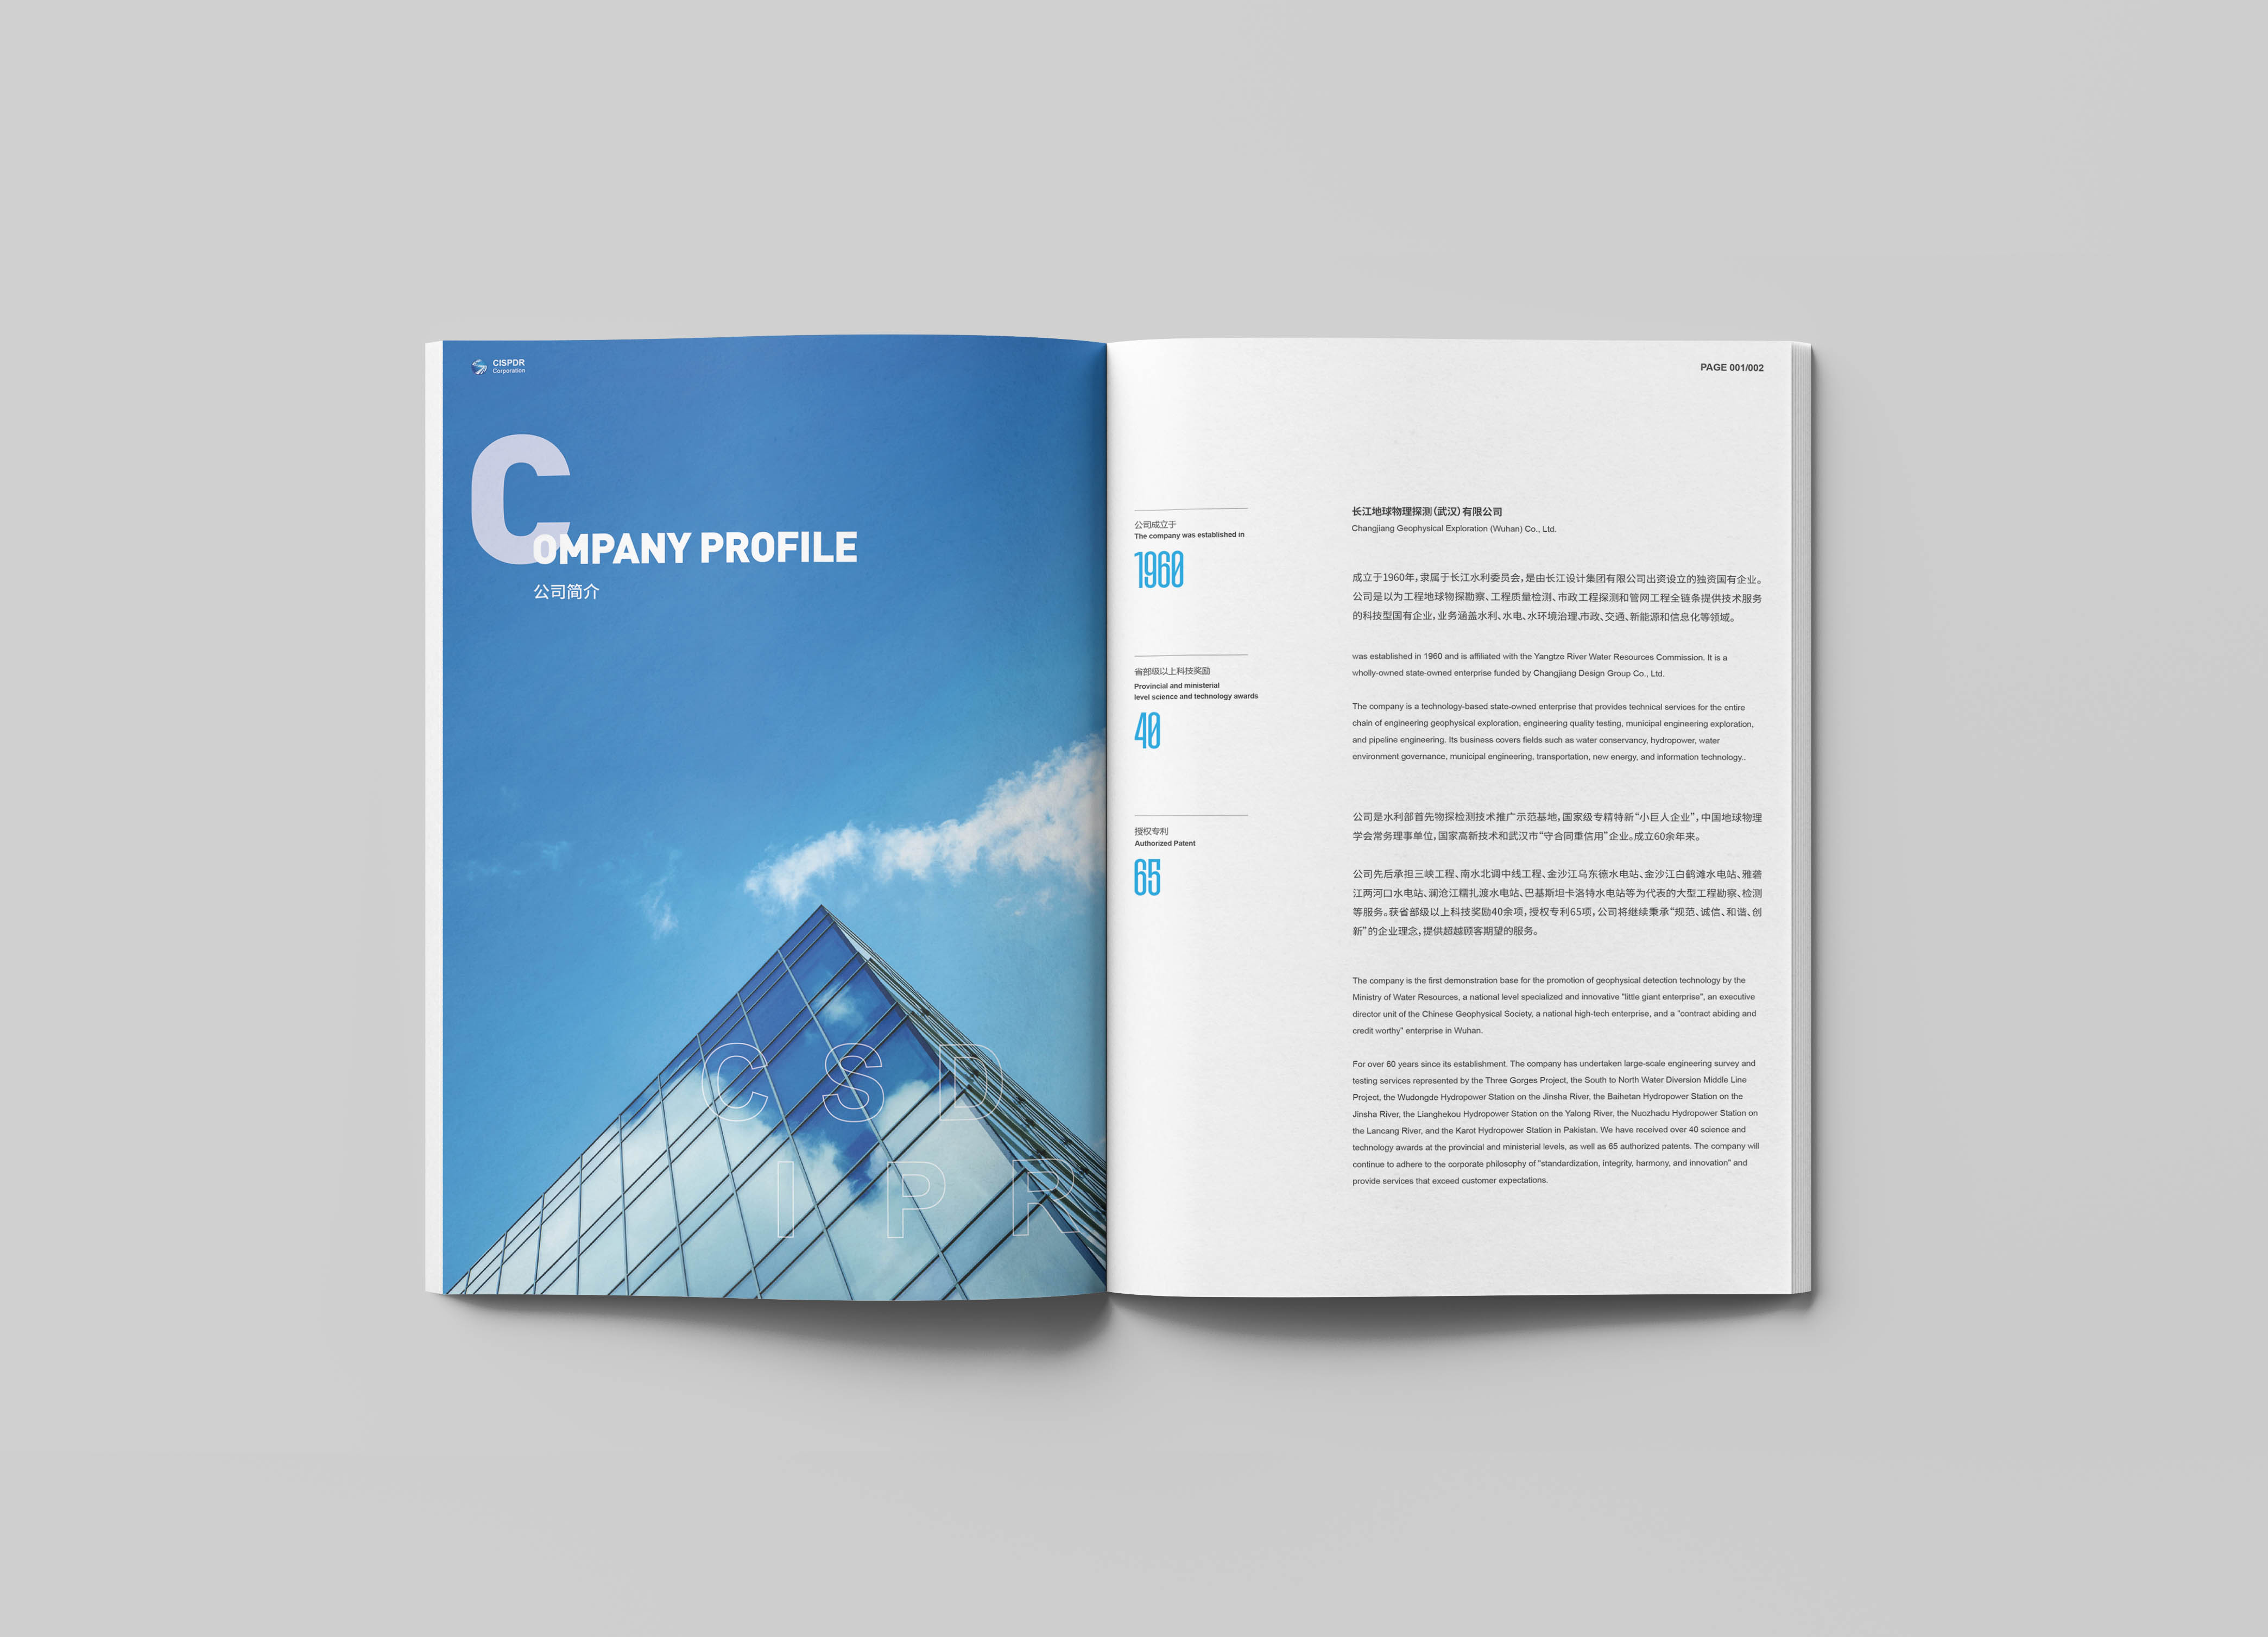 CISPDR
Corporation
COMPANY PROFILE
公司简介
C S D
I P R
PAGE 001/002
公司成立于
The company was established in
1960
省部级以上科技奖励
Provincial and ministerial
level science and technology awards
40
授权专利
Authorized Patent
65
长江地球物理探测(武汉)有限公司
Changjiang Geophysical Exploration (Wuhan) Co., Ltd.
成立于1960年,隶属于长江水利委员会,是由长江设计集团有限公司出资设立的独资国有企业。
公司是以为工程地球物探勘察、工程质量检测、市政工程探测和管网工程全链条提供技术服务
的科技型国有企业,业务涵盖水利、水电、水环境治理、市政、交通、新能源和信息化等领域。
was established in 1960 and is affiliated with the Yangtze River Water Resources Commission. It is a
wholly-owned state-owned enterprise funded by Changjiang Design Group Co., Ltd.
The company is a technology-based state-owned enterprise that provides technical services for the entire
chain of engineering geophysical exploration, engineering quality testing, municipal engineering exploration,
and pipeline engineering. Its business covers fields such as water conservancy, hydropower, water
environment governance, municipal engineering, transportation, new energy, and information technology..
公司是水利部首先物探检测技术推广示范基地,国家级专精特新“小巨人企业”,中国地球物理
学会常务理事单位,国家高新技术和武汉市“守合同重信用”企业。成立60余年来。
公司先后承担三峡工程、南水北调中线工程、金沙江乌东德水电站、金沙江白鹤滩水电站、雅砻
江两河口水电站、澜沧江糯扎渡水电站、巴基斯坦卡洛特水电站等为代表的大型工程勘察、检测
等服务。获省部级以上科技奖励40余项,授权专利65项,公司将继续秉承“规范、诚信、和谐、创
新”的企业理念,提供超越顾客期望的服务。
The company is the first demonstration base for the promotion of geophysical detection technology by the
Ministry of Water Resources, a national level specialized and innovative "little giant enterprise", an executive
director unit of the Chinese Geophysical Society, a national high-tech enterprise, and a "contract abiding and
credit worthy" enterprise in Wuhan.
For over 60 years since its establishment. The company has undertaken large-scale engineering survey and
testing services represented by the Three Gorges Project, the South to North Water Diversion Middle Line
Project, the Wudongde Hydropower Station on the Jinsha River, the Baihetan Hydropower Station on the
Jinsha River, the Lianghekou Hydropower Station on the Yalong River, the Nuozhadu Hydropower Station on
the Lancang River, and the Karot Hydropower Station in Pakistan. We have received over 40 science and
technology awards at the provincial and ministerial levels, as well as 65 authorized patents. The company will
continue to adhere to the corporate philosophy of "standardization, integrity, harmony, and innovation" and
provide services that exceed customer expectations.